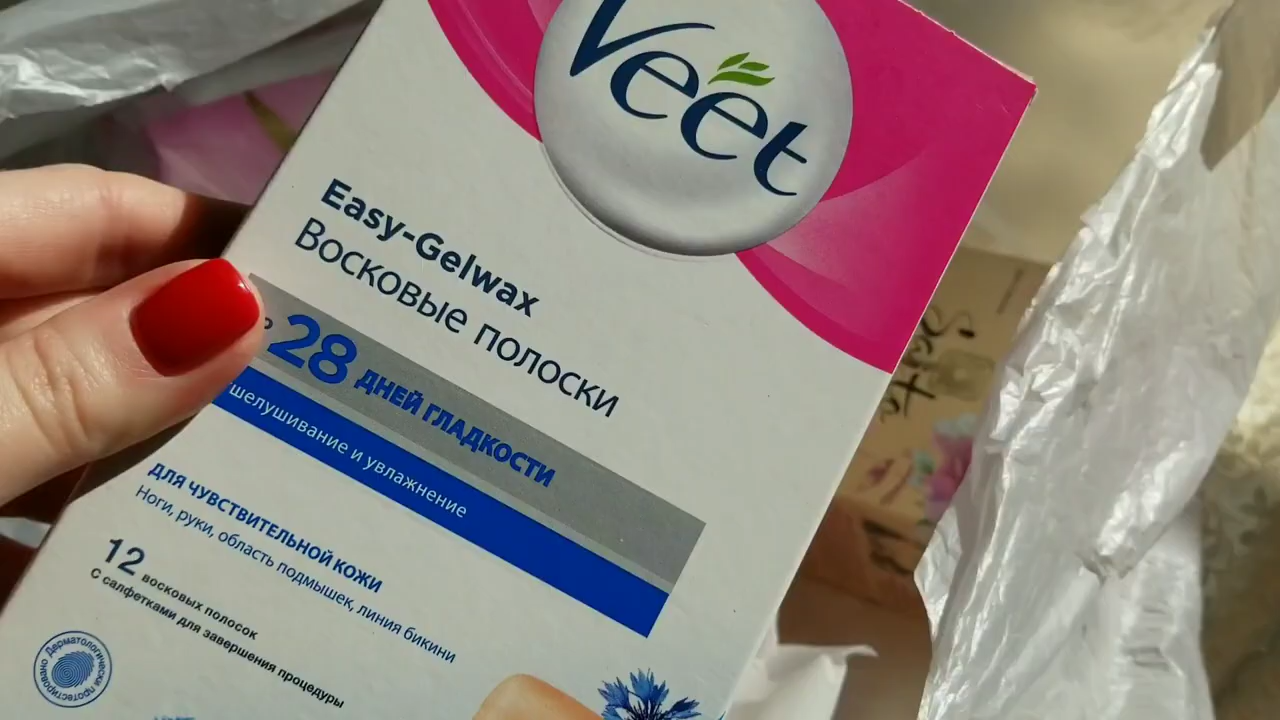 Veet
Easy-Gelwax
Восковые полоски
28 ДНЕЙ ГЛАДКОСТИ
шелушивание и увлажнение
ДЛЯ ЧУВСТВИТЕЛЬНОЙ КОЖИ
Ноги, руки, область подмышек, линия бикини
12 восковых полосок
С салфетками для завершения процедуры
Дерматологически протестировано